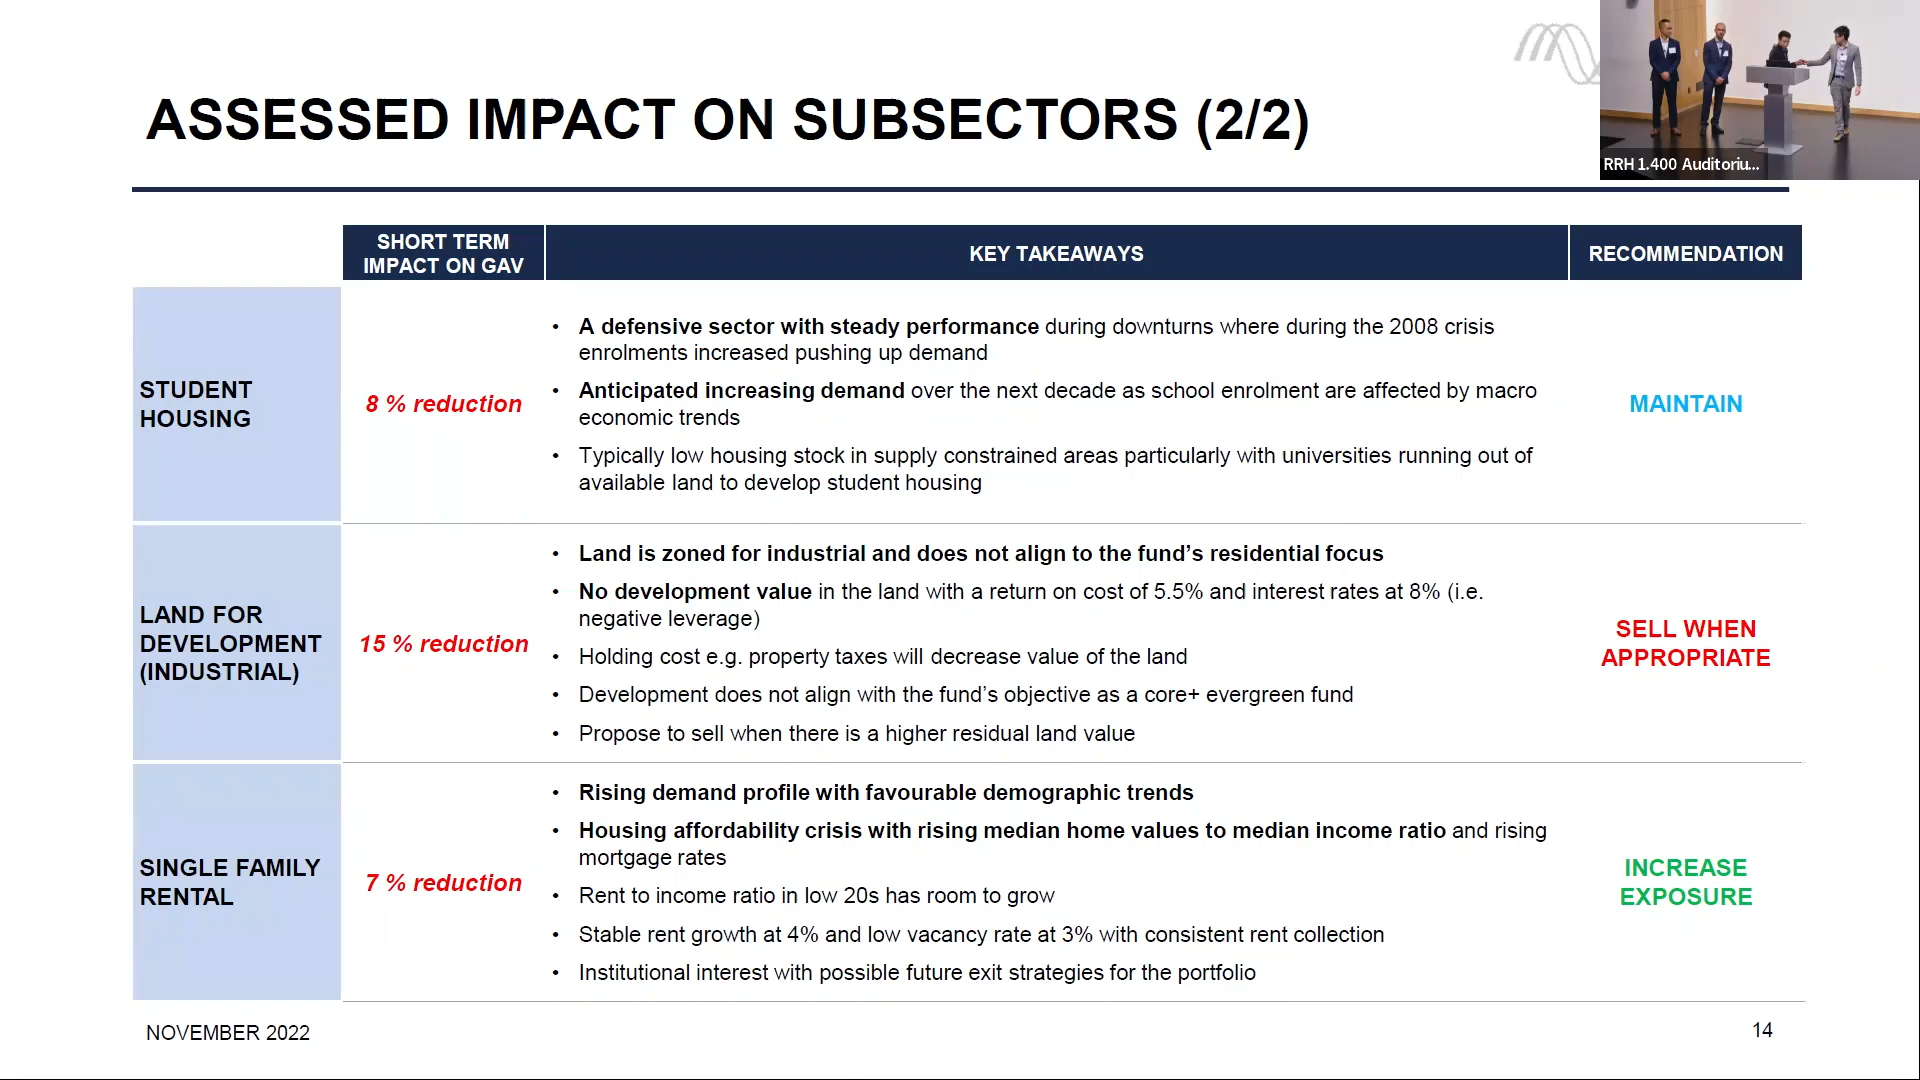 ASSESSED IMPACT ON SUBSECTORS (2/2)
RRH 1.400 Auditoriu...
SHORT TERM
IMPACT ON GAV
KEY TAKEAWAYS
RECOMMENDATION
STUDENT
HOUSING
8 % reduction
• A defensive sector with steady performance during downturns where during the 2008 crisis
enrolments increased pushing up demand
• Anticipated increasing demand over the next decade as school enrolment are affected by macro
economic trends
• Typically low housing stock in supply constrained areas particularly with universities running out of
available land to develop student housing
MAINTAIN
LAND FOR
DEVELOPMENT
(INDUSTRIAL)
15 % reduction
• Land is zoned for industrial and does not align to the fund’s residential focus
• No development value in the land with a return on cost of 5.5% and interest rates at 8% (i.e.
negative leverage)
• Holding cost e.g. property taxes will decrease value of the land
• Development does not align with the fund’s objective as a core+ evergreen fund
• Propose to sell when there is a higher residual land value
SELL WHEN
APPROPRIATE
SINGLE FAMILY
RENTAL
7 % reduction
• Rising demand profile with favourable demographic trends
• Housing affordability crisis with rising median home values to median income ratio and rising
mortgage rates
• Rent to income ratio in low 20s has room to grow
• Stable rent growth at 4% and low vacancy rate at 3% with consistent rent collection
• Institutional interest with possible future exit strategies for the portfolio
INCREASE
EXPOSURE
NOVEMBER 2022
14